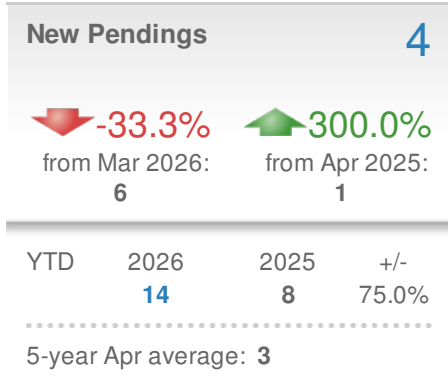 New Pendings 4
-33.3% 300.0%
from Mar 2026: from Apr 2025:
6 1
YTD 2026 2025 +/-
14 8 75.0%
5-year Apr average: 3